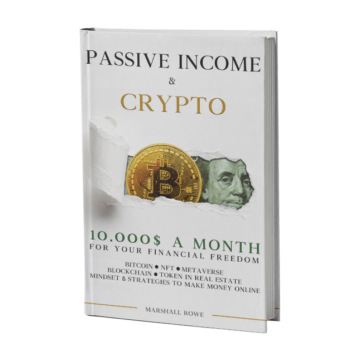 PASSIVE INCOME
&
CRYPTO
10.000$ A MONTH
FOR YOUR FINANCIAL FREEDOM
BITCOIN ● NFT ● METAVERSE
BLOCKCHAIN ● TOKEN IN REAL ESTATE
MINDSET & STRATEGIES TO MAKE MONEY ONLINE
MARSHALL ROWE